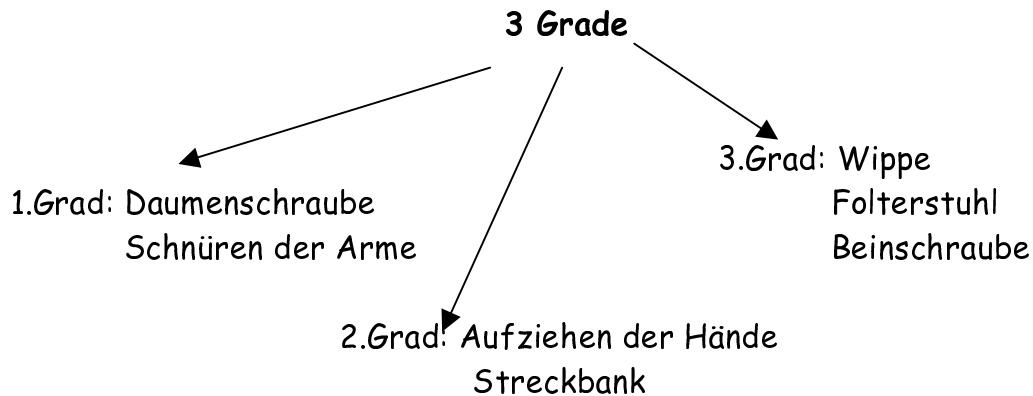 3 Grade
1.Grad: Daumenschraube
Schnüren der Arme
2.Grad: Aufziehen der Hände
Streckbank
3.Grad: Wippe
Folterstuhl
Beinschraube